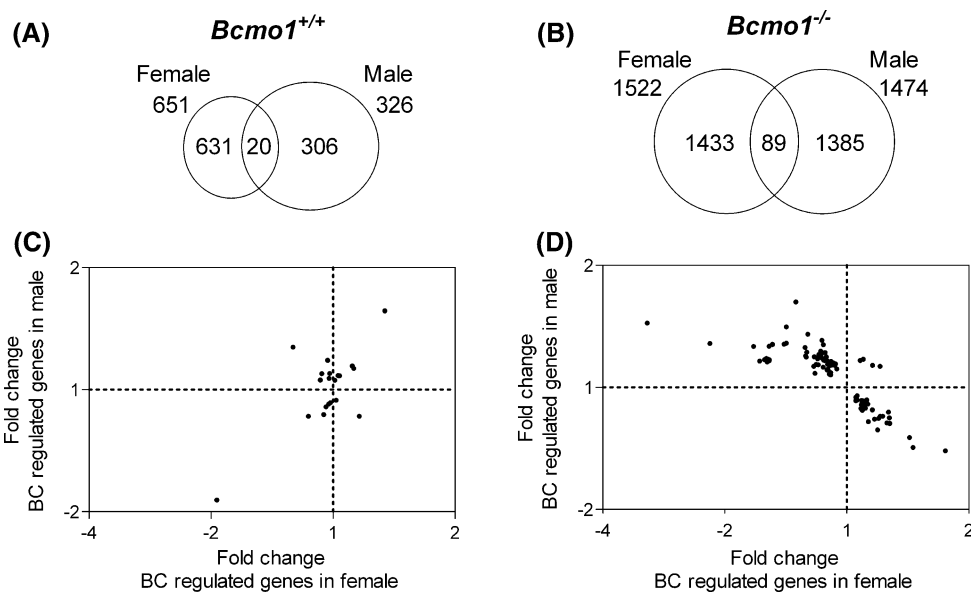 (A)
Bcmo1+/+
Female
651
Male
326
631
20
306
(B)
Bcmo1-/-
Female
1522
Male
1474
1433
89
1385
(C)
Fold change
BC regulated genes in male
2
1
-2
-4
-2
1
2
Fold change
BC regulated genes in female
(D)
Fold change
BC regulated genes in male
2
1
-2
-4
-2
1
2
Fold change
BC regulated genes in female